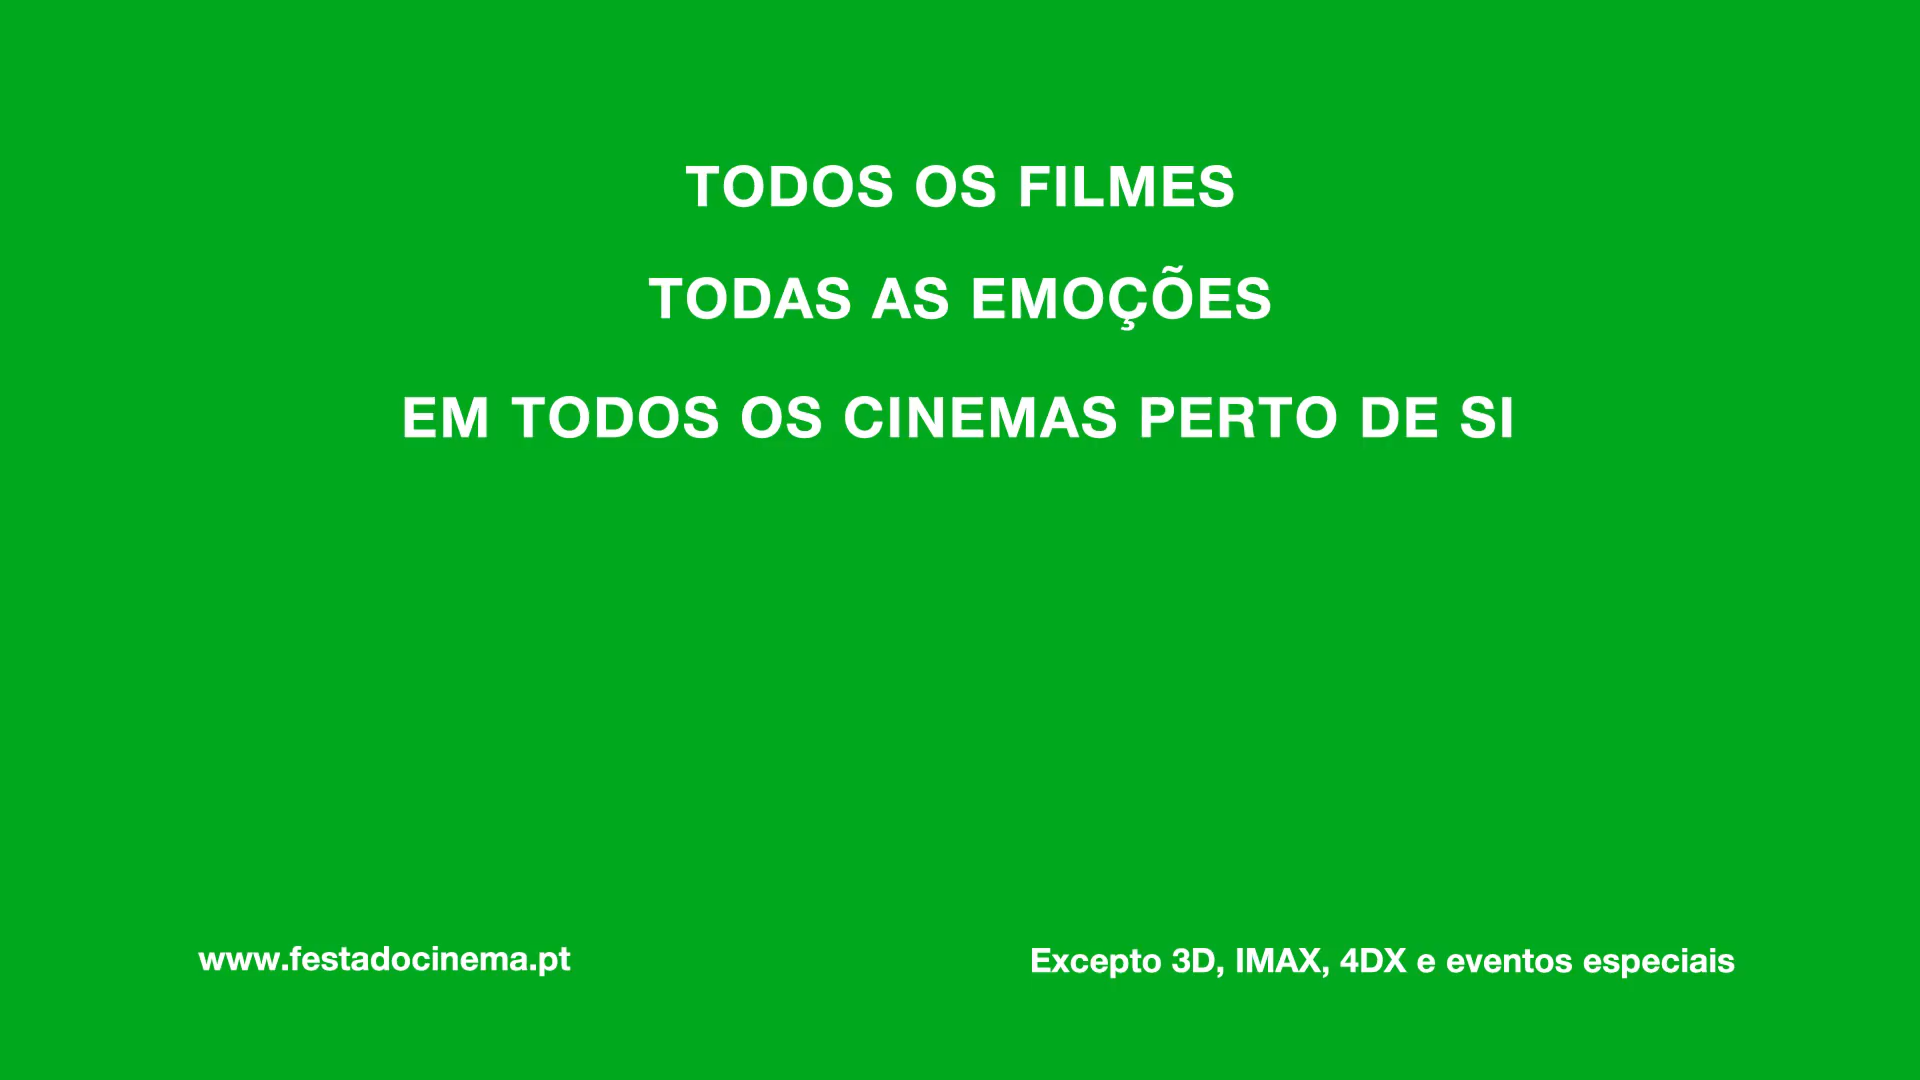 TODOS OS FILMES
TODAS AS EMOÇÕES
EM TODOS OS CINEMAS PERTO DE SI
www.festadocinema.pt
Excepto 3D, IMAX, 4DX e eventos especiais